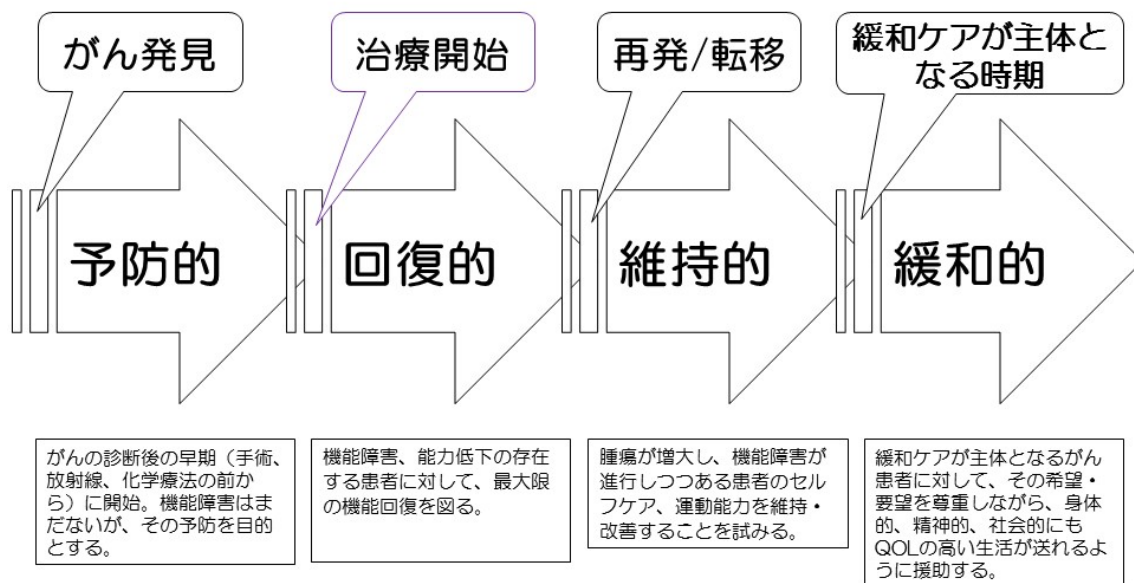 がん発見
治療開始
再発/転移
緩和ケアが主体と
なる時期
予防的
回復的
維持的
緩和的
がんの診断後の早期（手術、
放射線、化学療法の前か
ら）に開始。機能障害はま
だないが、その予防を目的
とする。
機能障害、能力低下の存在
する患者に対して、最大限
の機能回復を図る。
腫瘍が増大し、機能障害が
進行しつつある患者のセル
フケア、運動能力を維持・
改善することを試みる。
緩和ケアが主体となるがん
患者に対して、その希望・
要望を尊重しながら、身体
的、精神的、社会的にも
QOLの高い生活が送れるよ
うに援助する。